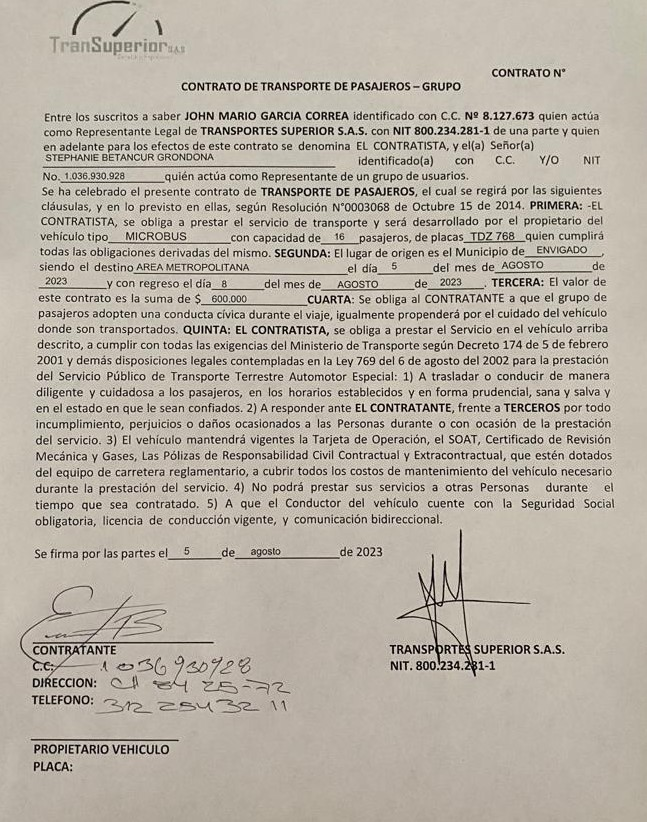 TranSuperior S.A.S
CONTRATO N°
CONTRATO DE TRANSPORTE DE PASAJEROS – GRUPO
Entre los suscritos a saber JOHN MARIO GARCIA CORREA identificado con C.C. Nº 8.127.673 quien actúa
como Representante Legal de TRANSPORTES SUPERIOR S.A.S. con NIT 800.234.281-1 de una parte y quien
en adelante para los efectos de este contrato se denomina EL CONTRATISTA, y el(a) Señor(a)
STEPHANIE BETANCUR GRONDONA identificado(a) con C.C. Y/O NIT
No. 1.036.930.928 quién actúa como Representante de un grupo de usuarios.
Se ha celebrado el presente contrato de TRANSPORTE DE PASAJEROS, el cual se regirá por las siguientes
cláusulas, y en lo previsto en ellas, según Resolución N°0003068 de Octubre 15 de 2014. PRIMERA: -EL
CONTRATISTA, se obliga a prestar el servicio de transporte y será desarrollado por el propietario del
vehículo tipo MICROBUS con capacidad de 16 pasajeros, de placas TDZ 768 quien cumplirá
todas las obligaciones derivadas del mismo. SEGUNDA: El lugar de origen es el Municipio de ENVIGADO ,
siendo el destino AREA METROPOLITANA el día 5 del mes de AGOSTO de
2023 y con regreso el día 8 del mes de AGOSTO de 2023 . TERCERA: El valor de
este contrato es la suma de $ 600.000 CUARTA: Se obliga al CONTRATANTE a que el grupo de
pasajeros adopten una conducta cívica durante el viaje, igualmente propenderá por el cuidado del vehículo
donde son transportados. QUINTA: EL CONTRATISTA, se obliga a prestar el Servicio en el vehículo arriba
descrito, a cumplir con todas las exigencias del Ministerio de Transporte según Decreto 174 de 5 de febrero
2001 y demás disposiciones legales contempladas en la Ley 769 del 6 de agosto del 2002 para la prestación
del Servicio Público de Transporte Terrestre Automotor Especial: 1) A trasladar o conducir de manera
diligente y cuidadosa a los pasajeros, en los horarios establecidos y en forma prudencial, sana y salva y
en el estado en que le sean confiados. 2) A responder ante EL CONTRATANTE, frente a TERCEROS por todo
incumplimiento, perjuicios o daños ocasionados a las Personas durante o con ocasión de la prestación
del servicio. 3) El vehículo mantendrá vigentes la Tarjeta de Operación, el SOAT, Certificado de Revisión
Mecánica y Gases, Las Pólizas de Responsabilidad Civil Contractual y Extracontractual, que estén dotados
del equipo de carretera reglamentario, a cubrir todos los costos de mantenimiento del vehículo necesario
durante la prestación del servicio. 4) No podrá prestar sus servicios a otras Personas durante el
tiempo que sea contratado. 5) A que el Conductor del vehículo cuente con la Seguridad Social
obligatoria, licencia de conducción vigente, y comunicación bidireccional.
Se firma por las partes el 5 de agosto de 2023
CONTRATANTE
C.C: 1036930928
DIRECCION: Cll 84 25-72
TELEFONO: 312 2543211
TRANSPORTES SUPERIOR S.A.S.
NIT. 800.234.281-1
PROPIETARIO VEHICULO
PLACA: